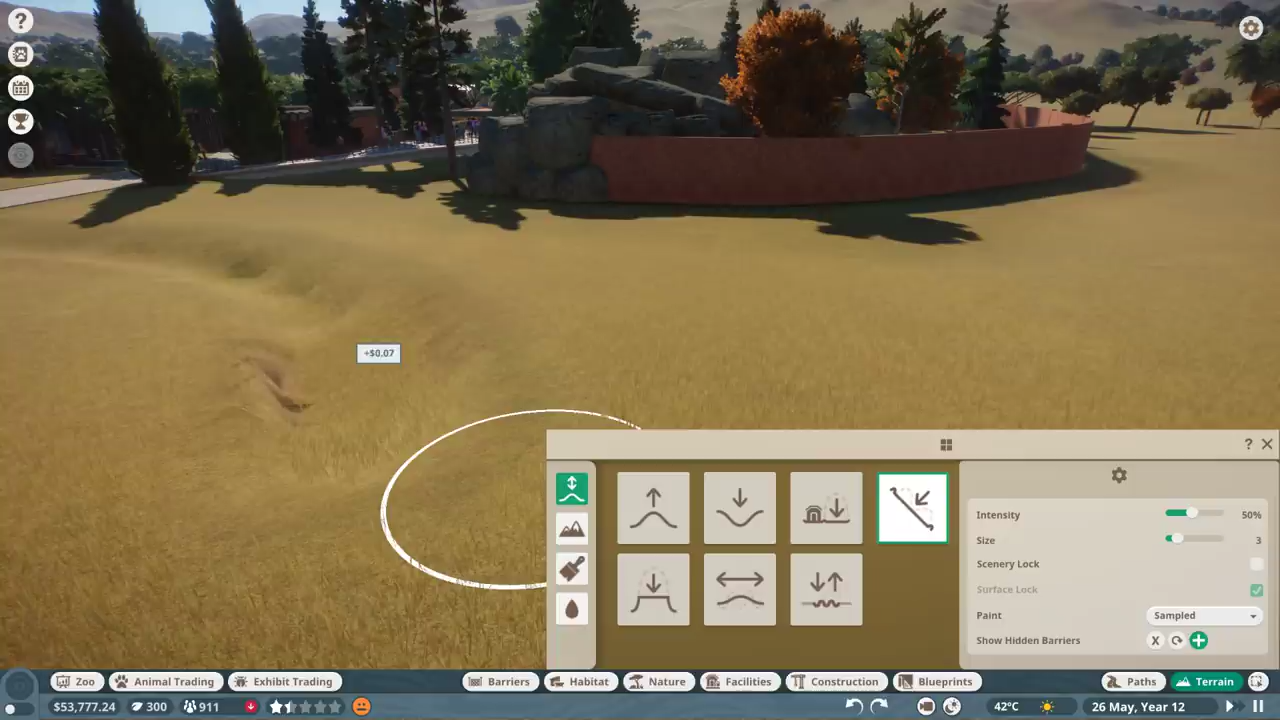 +$0.07
Intensity 50%
Size 3
Scenery Lock
Surface Lock
Paint Sampled
Show Hidden Barriers X
Zoo Animal Trading Exhibit Trading Barriers Habitat Nature Facilities Construction Blueprints Paths Terrain
$53,777.24 300 911 42°C 26 May, Year 12